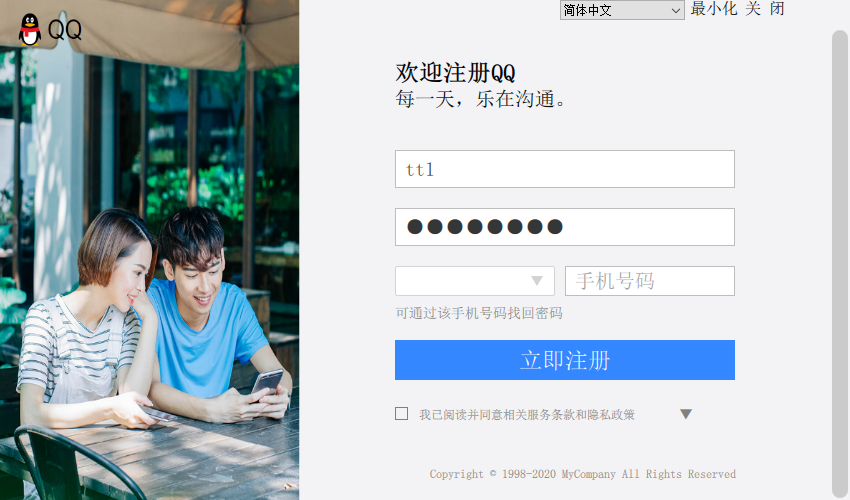 QQ
简体中文 最小化 关 闭
欢迎注册QQ
每一天，乐在沟通。
ttl
●●●●●●●●
手机号码
可通过该手机号码找回密码
立即注册
我已阅读并同意相关服务条款和隐私政策
Copyright © 1998-2020 MyCompany All Rights Reserved